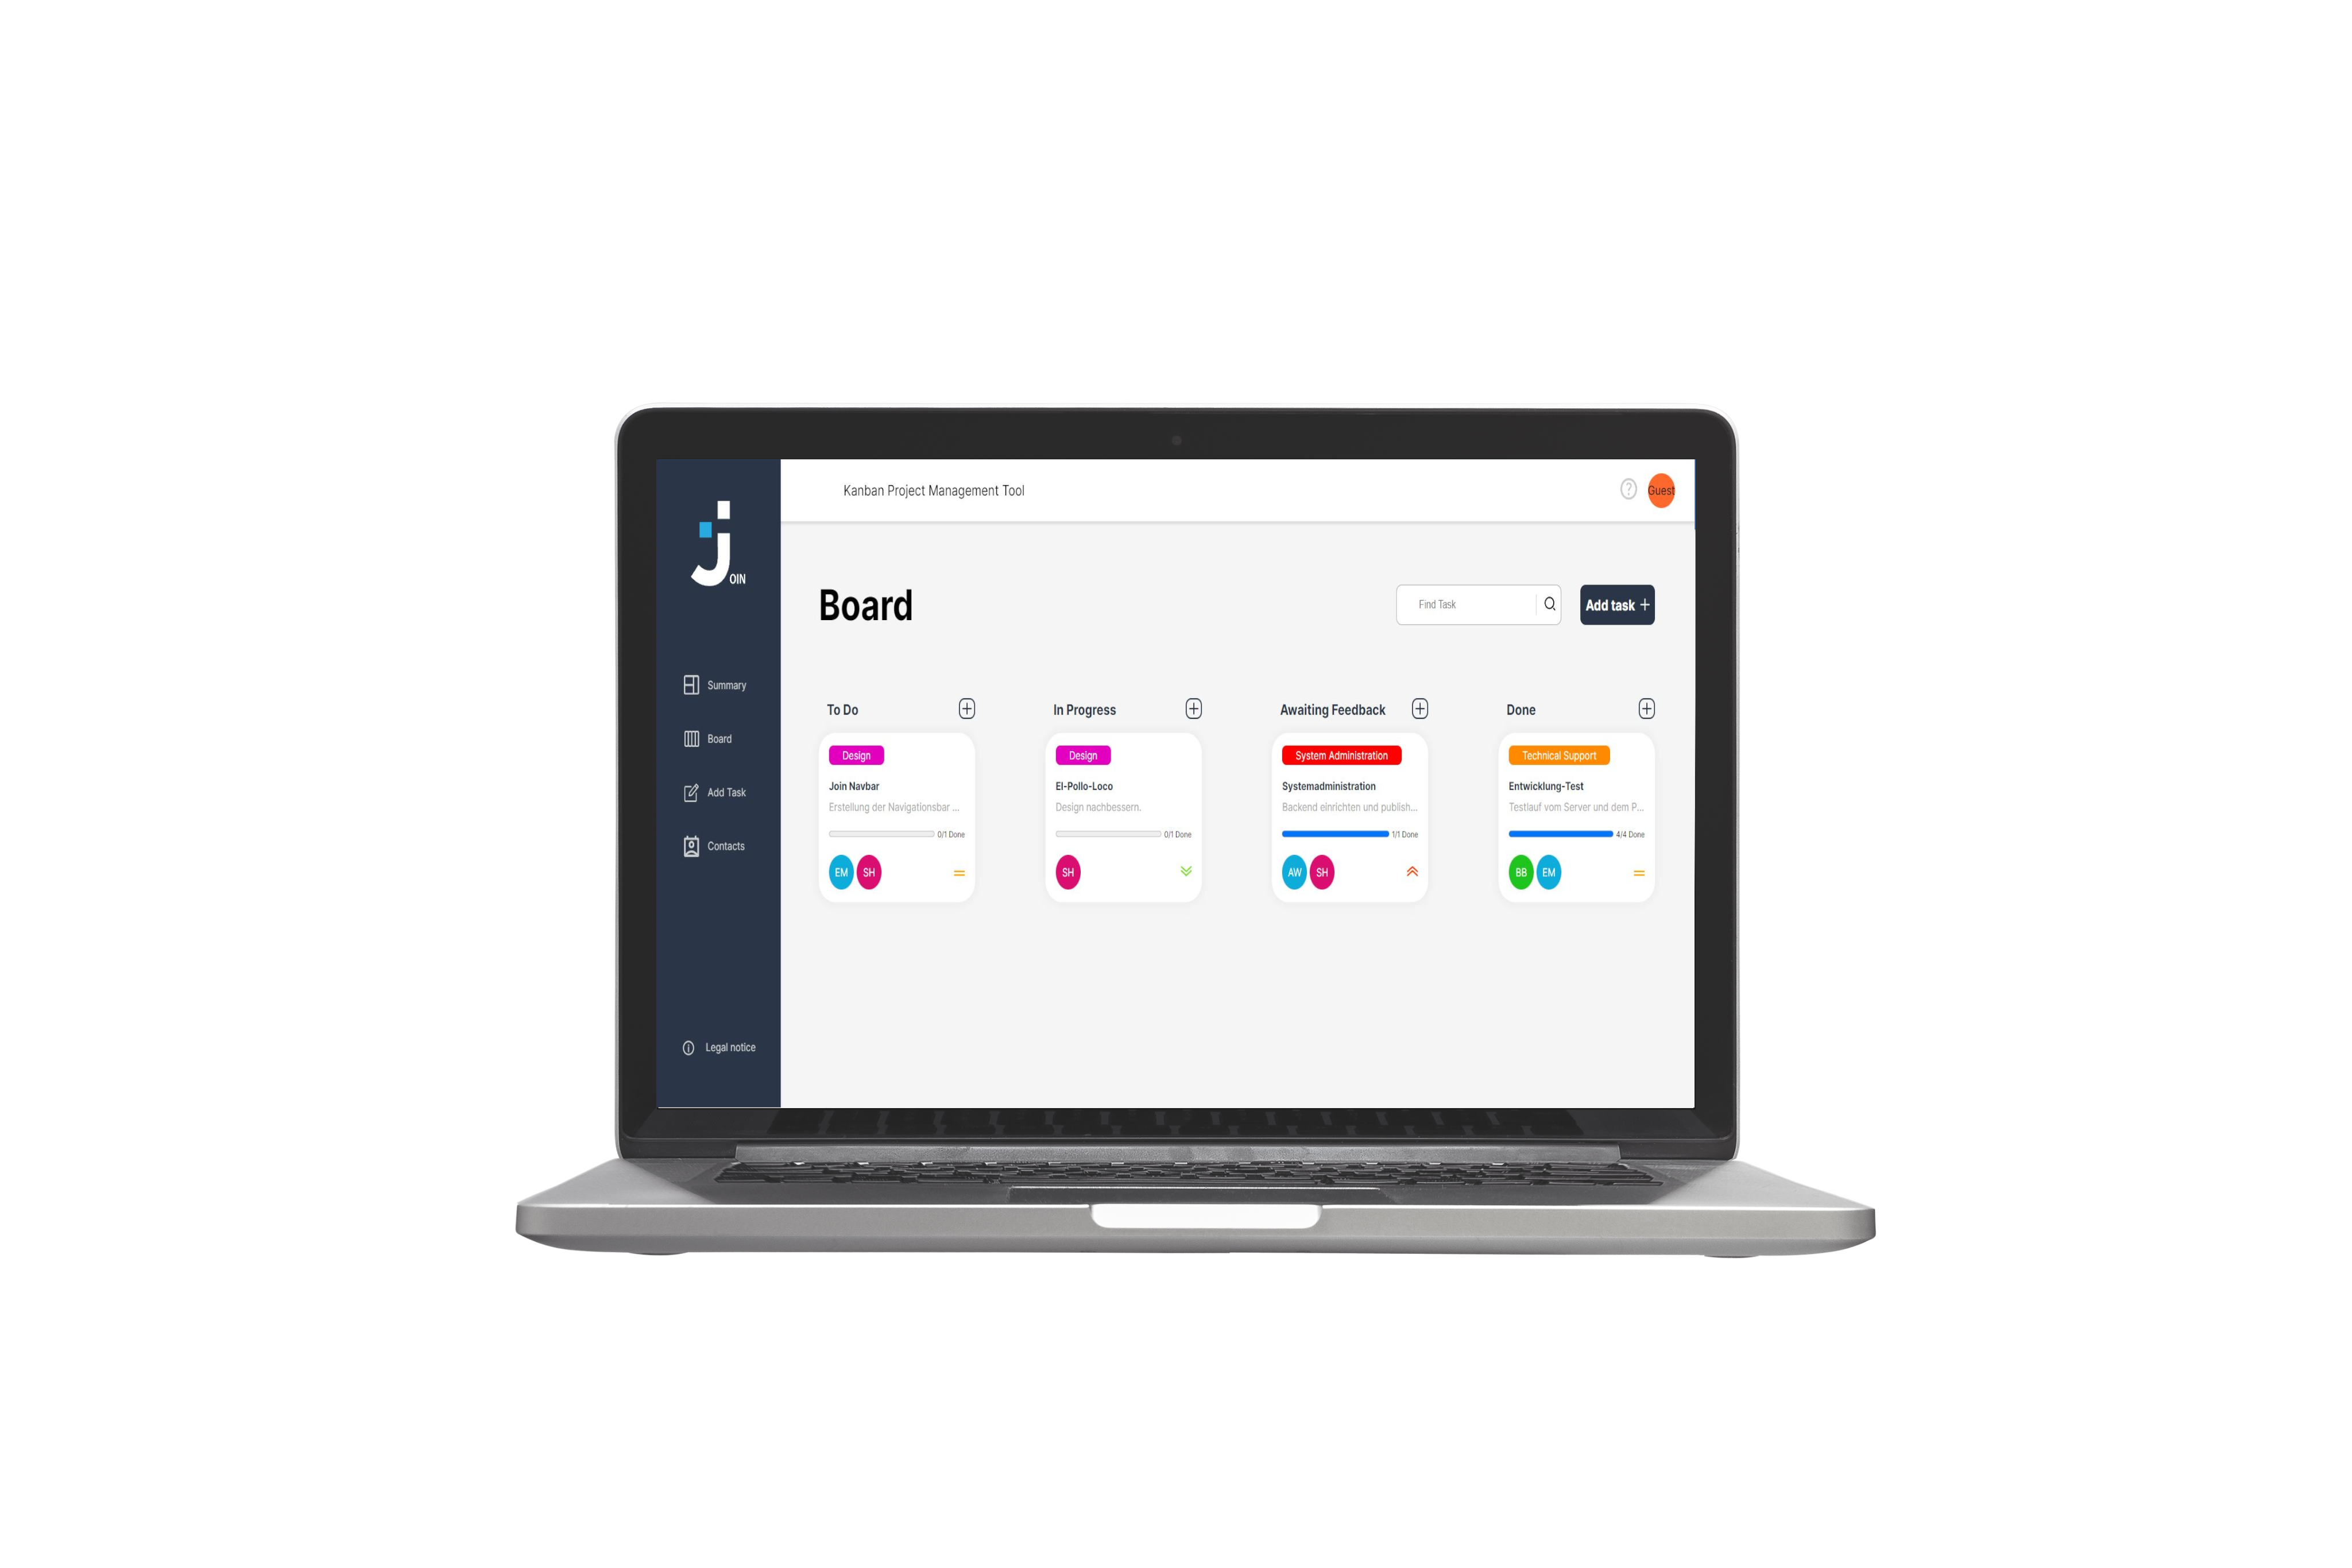 Kanban Project Management Tool
Guest
JOIN
Board
Find Task
Add task
Summary
Board
Add Task
Contacts
Legal notice
To Do
Design
Join Navbar
Erstellung der Navigationsbar ...
0/1 Done
EM
SH
In Progress
Design
El-Pollo-Loco
Design nachbessern.
0/1 Done
SH
Awaiting Feedback
System Administration
Systemadministration
Backend einrichten und publish...
1/1 Done
AW
SH
Done
Technical Support
Entwicklung-Test
Testlauf vom Server und dem P...
4/4 Done
BB
EM